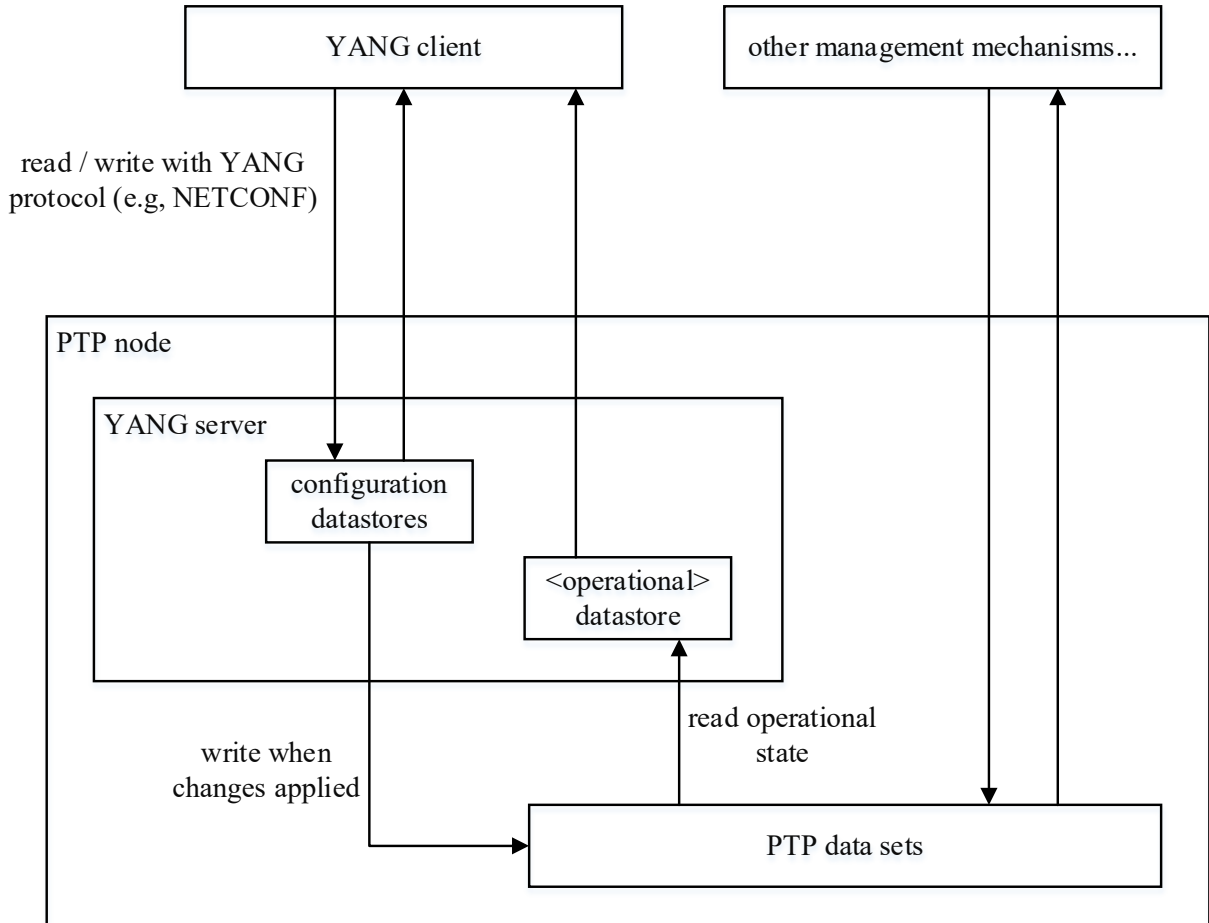 YANG client
other management mechanisms...
read / write with YANG
protocol (e.g, NETCONF)
PTP node
YANG server
configuration
datastores
<operational>
datastore
read operational
state
write when
changes applied
PTP data sets